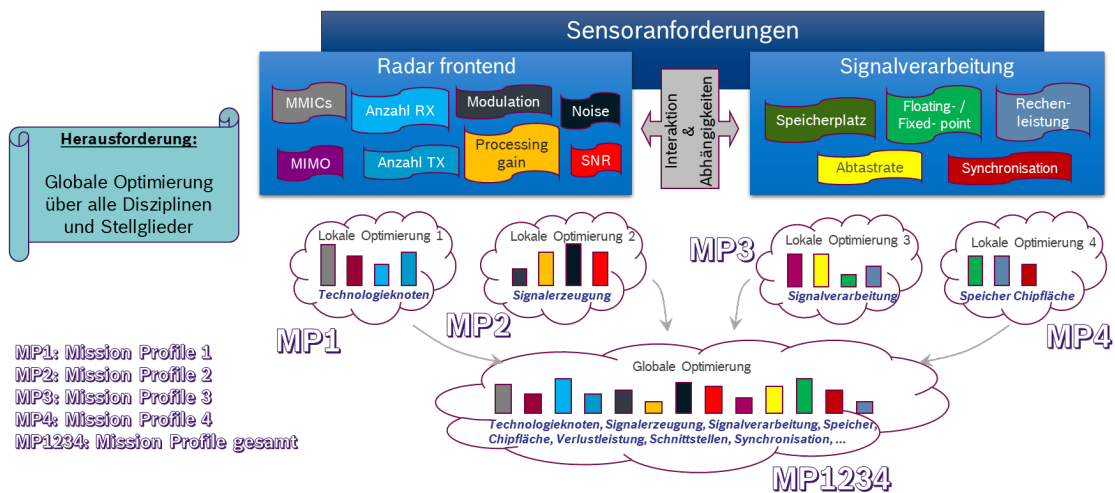 Sensoranforderungen
Radar frontend
MMICs
Anzahl RX
Modulation
Noise
MIMO
Anzahl TX
Processing
gain
SNR
Interaktion
&
Abhängigkeiten
Signalverarbeitung
Speicherplatz
Floating- /
Fixed- point
Rechen-
leistung
Abtastrate
Synchronisation
Herausforderung:
Globale Optimierung
über alle Disziplinen
und Stellglieder
Lokale Optimierung 1
Technologieknoten
MP1
Lokale Optimierung 2
Signalerzeugung
MP2
MP3
Lokale Optimierung 3
Signalverarbeitung
Lokale Optimierung 4
Speicher Chipfläche
MP4
MP1: Mission Profile 1
MP2: Mission Profile 2
MP3: Mission Profile 3
MP4: Mission Profile 4
MP1234: Mission Profile gesamt
Globale Optimierung
Technologieknoten, Signalerzeugung, Signalverarbeitung, Speicher,
Chipfläche, Verlustleistung, Schnittstellen, Synchronisation, ...
MP1234